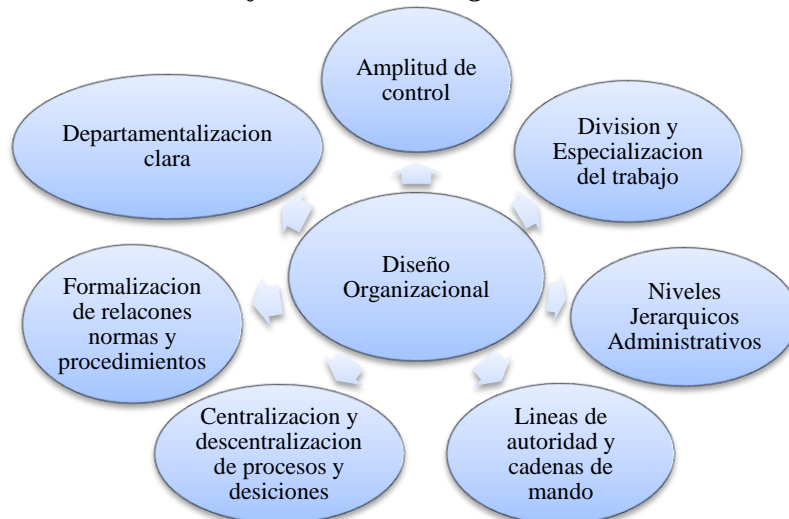 Amplitud de
control
Division y
Especializacion
del trabajo
Niveles
Jerarquicos
Administrativos
Lineas de
autoridad y
cadenas de
mando
Centralizacion y
descentralizacion
de procesos y
desiciones
Formalizacion
de relacones
normas y
procedimientos
Departamentalizacion
clara
Diseño
Organizacional